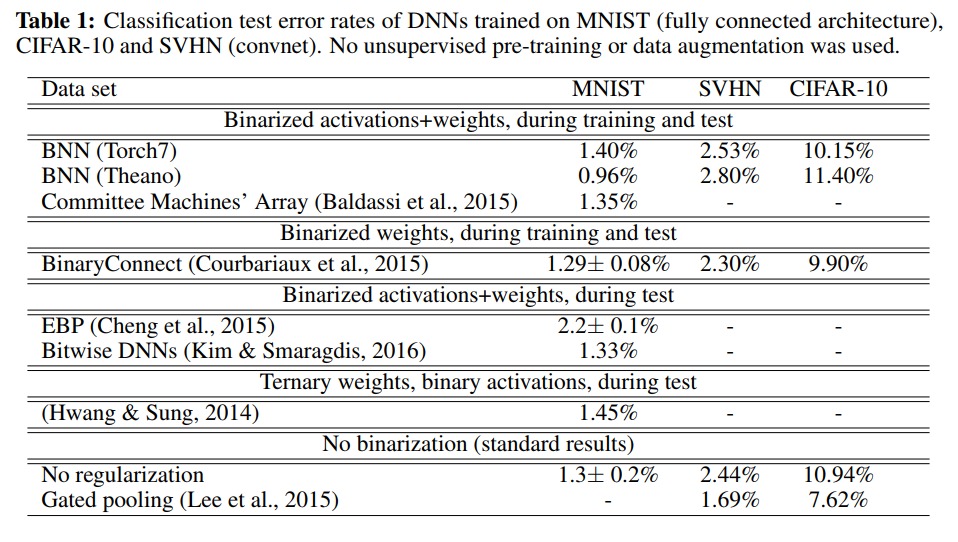 Table 1: Classification test error rates of DNNs trained on MNIST (fully connected architecture),
CIFAR-10 and SVHN (convnet). No unsupervised pre-training or data augmentation was used.
Data set MNIST SVHN CIFAR-10
Binarized activations+weights, during training and test
BNN (Torch7) 1.40% 2.53% 10.15%
BNN (Theano) 0.96% 2.80% 11.40%
Committee Machines' Array (Baldassi et al., 2015) 1.35% - -
Binarized weights, during training and test
BinaryConnect (Courbariaux et al., 2015) 1.29± 0.08% 2.30% 9.90%
Binarized activations+weights, during test
EBP (Cheng et al., 2015) 2.2± 0.1% - -
Bitwise DNNs (Kim & Smaragdis, 2016) 1.33% - -
Ternary weights, binary activations, during test
(Hwang & Sung, 2014) 1.45% - -
No binarization (standard results)
No regularization 1.3± 0.2% 2.44% 10.94%
Gated pooling (Lee et al., 2015) - 1.69% 7.62%